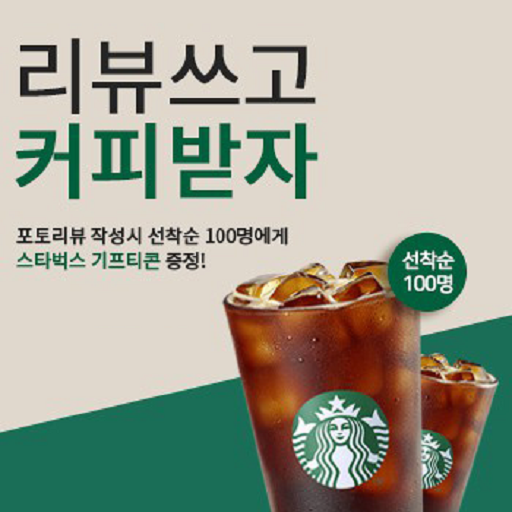 리뷰쓰고
커피받자
포토리뷰 작성시 선착순 100명에게
스타벅스 기프티콘 증정!
선착순
100명